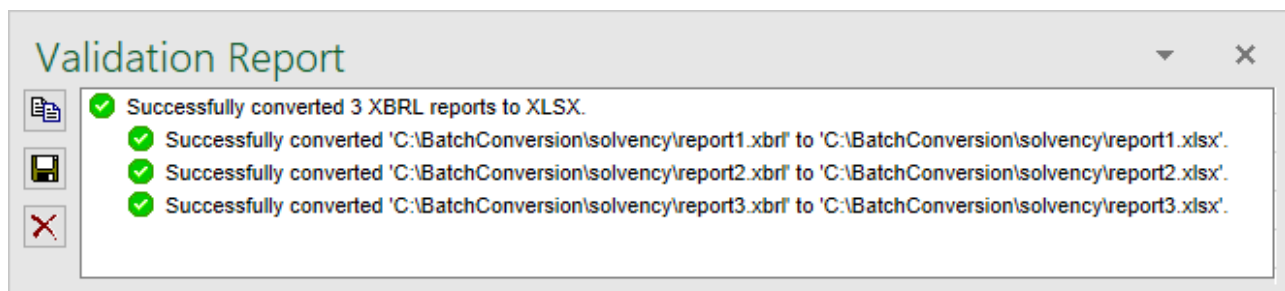 Validation Report
Successfully converted 3 XBRL reports to XLSX.
Successfully converted 'C:\BatchConversion\solvency\report1.xbrl' to 'C:\BatchConversion\solvency\report1.xlsx'.
Successfully converted 'C:\BatchConversion\solvency\report2.xbrl' to 'C:\BatchConversion\solvency\report2.xlsx'.
Successfully converted 'C:\BatchConversion\solvency\report3.xbrl' to 'C:\BatchConversion\solvency\report3.xlsx'.